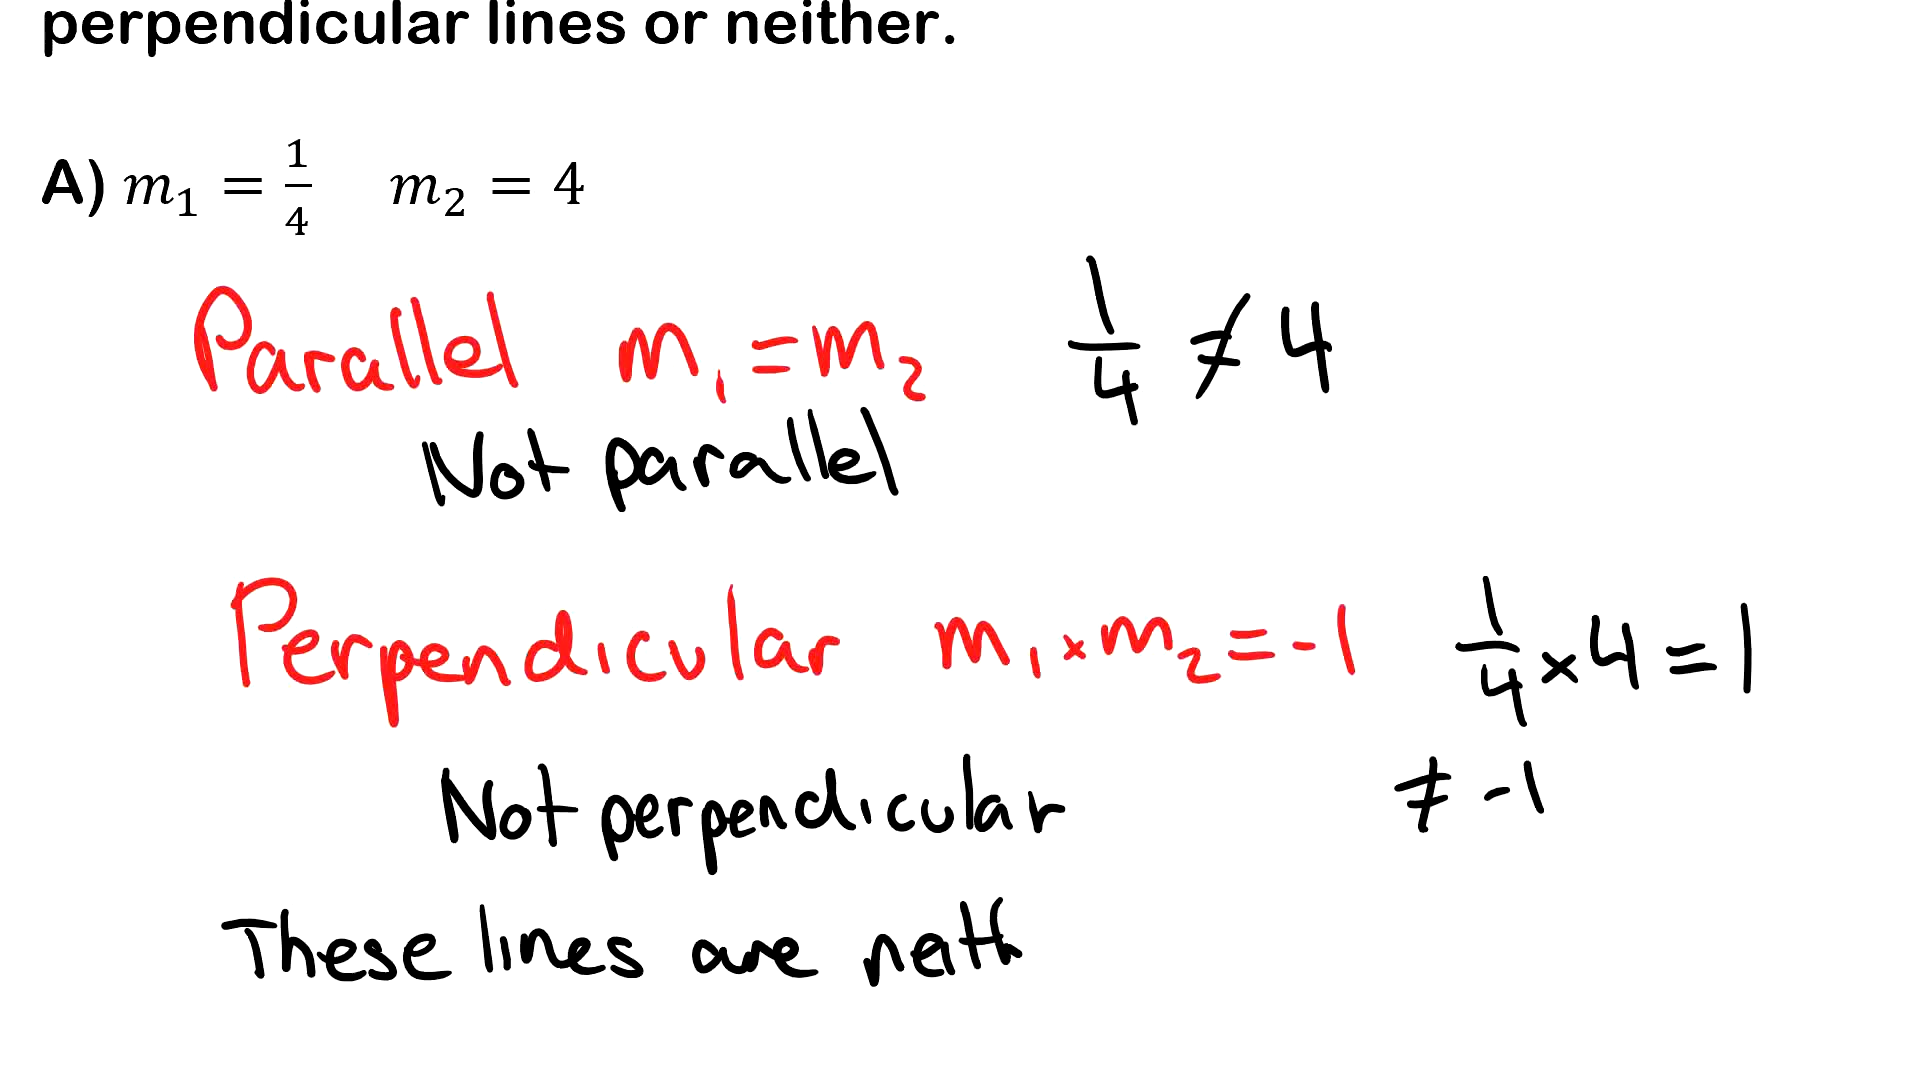 perpendicular lines or neither.
A) m₁ = 1/4 m₂ = 4
Parallel m₁ = m₂ 1/4 ≠ 4
Not parallel
Perpendicular m₁ × m₂ = -1 1/4 × 4 = 1
Not perpendicular ≠ -1
These lines are neith